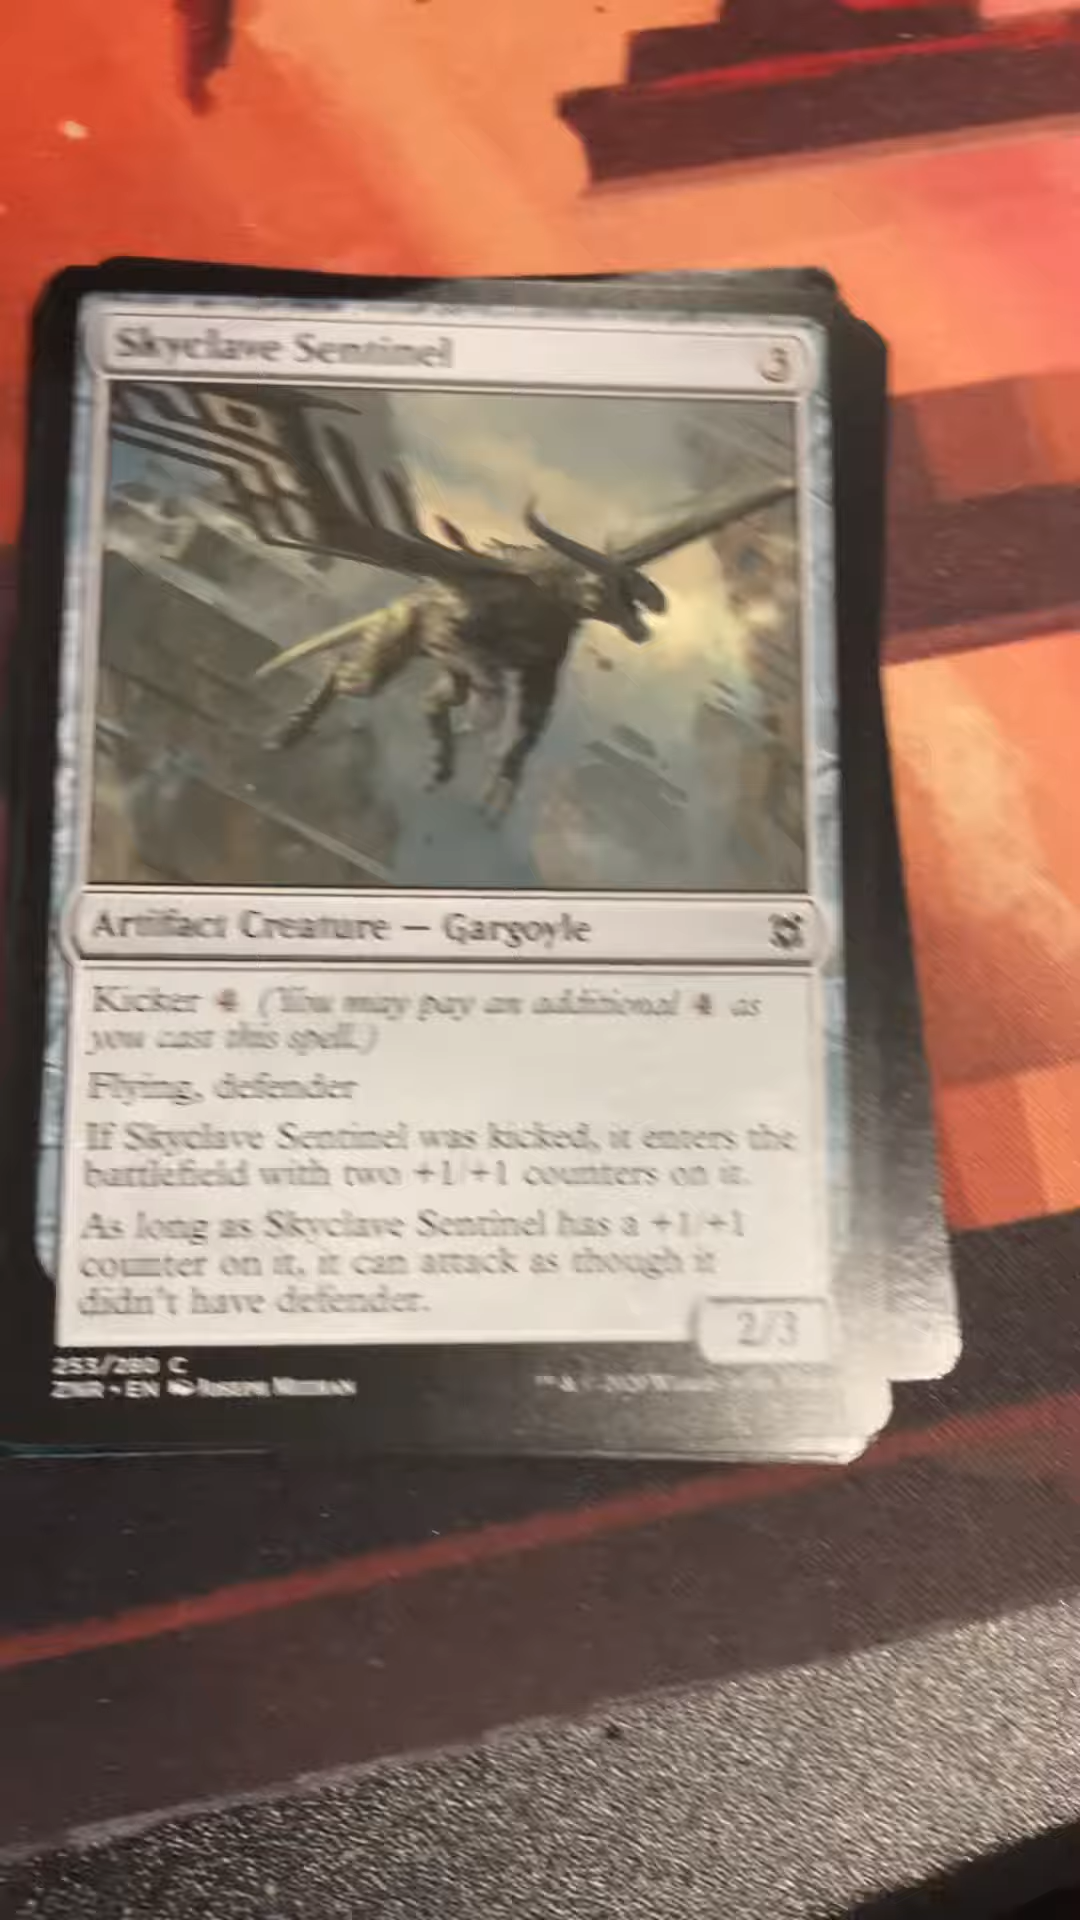 Skyclave Sentinel 3
Artifact Creature — Gargoyle
Kicker 4 (You may pay an additional 4 as
you cast this spell.)
Flying, defender
If Skyclave Sentinel was kicked, it enters the
battlefield with two +1/+1 counters on it.
As long as Skyclave Sentinel has a +1/+1
counter on it, it can attack as though it
didn't have defender.
2/3
253/280 C
ZNR • EN